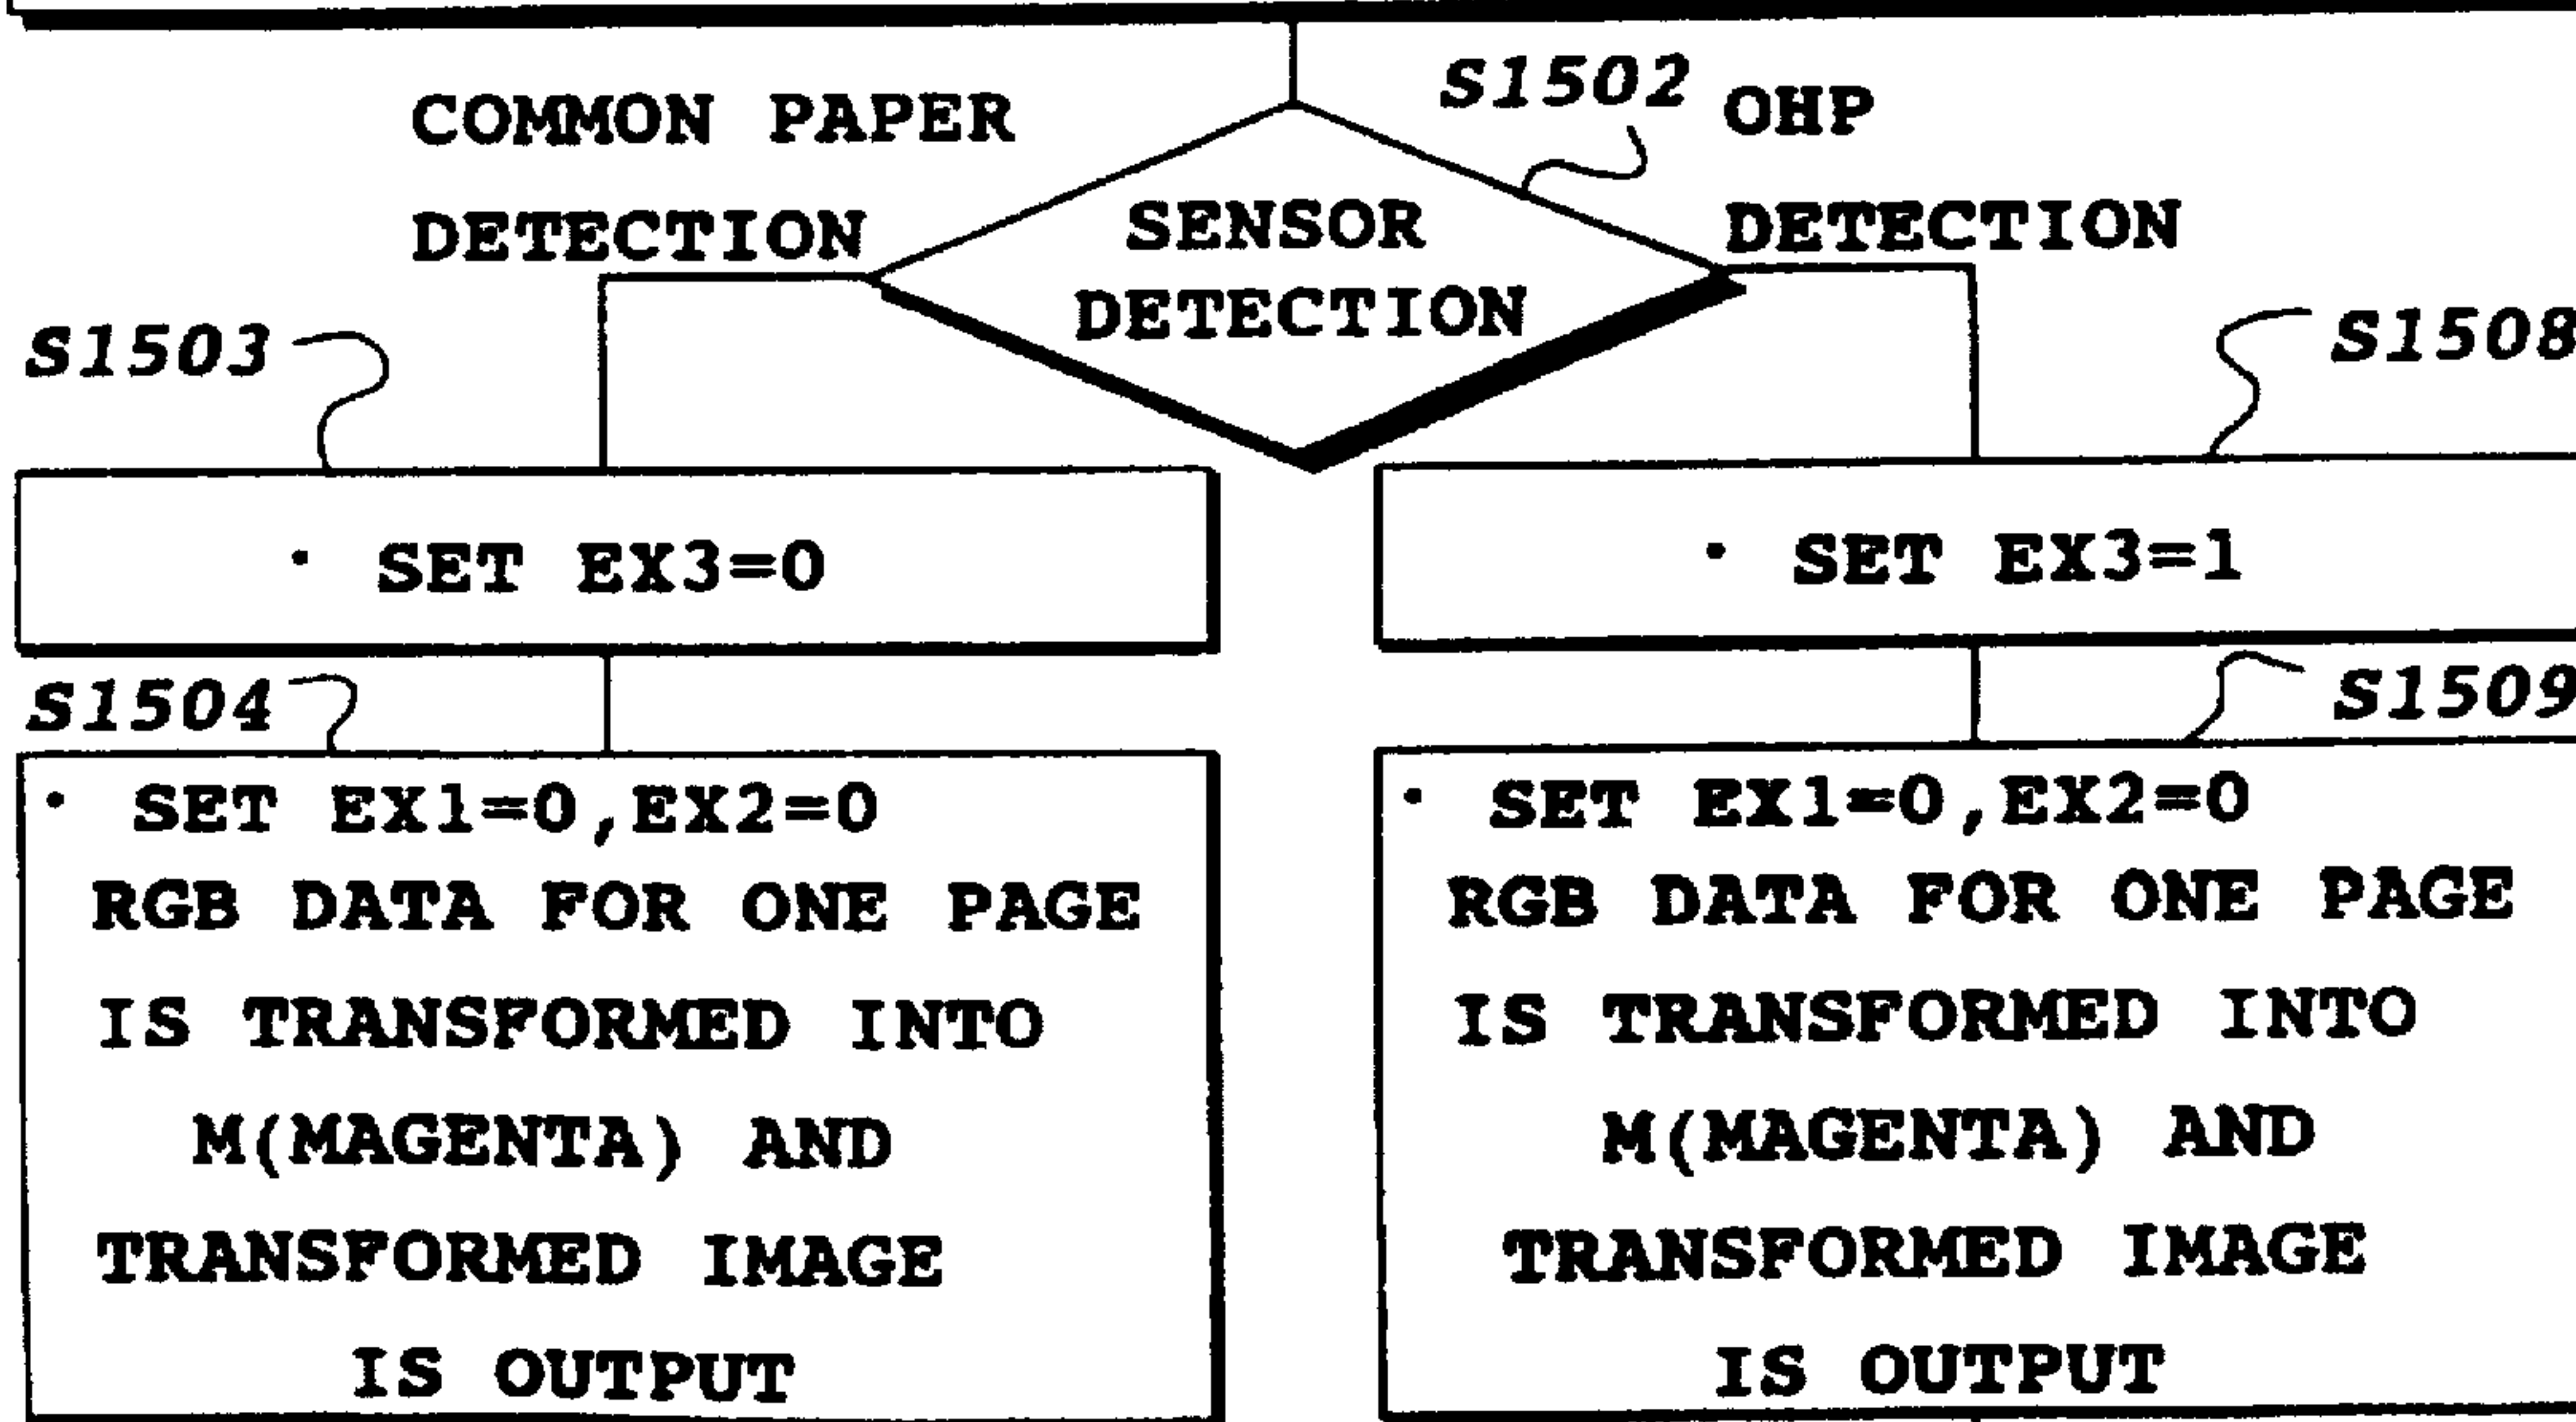 S1502
COMMON PAPER
DETECTION
OHP
DETECTION
SENSOR
DETECTION
S1503
S1508
· SET EX3=0
· SET EX3=1
S1504
S1509
· SET EX1=0,EX2=0
RGB DATA FOR ONE PAGE
IS TRANSFORMED INTO
M(MAGENTA) AND
TRANSFORMED IMAGE
IS OUTPUT
· SET EX1=0,EX2=0
RGB DATA FOR ONE PAGE
IS TRANSFORMED INTO
M(MAGENTA) AND
TRANSFORMED IMAGE
IS OUTPUT